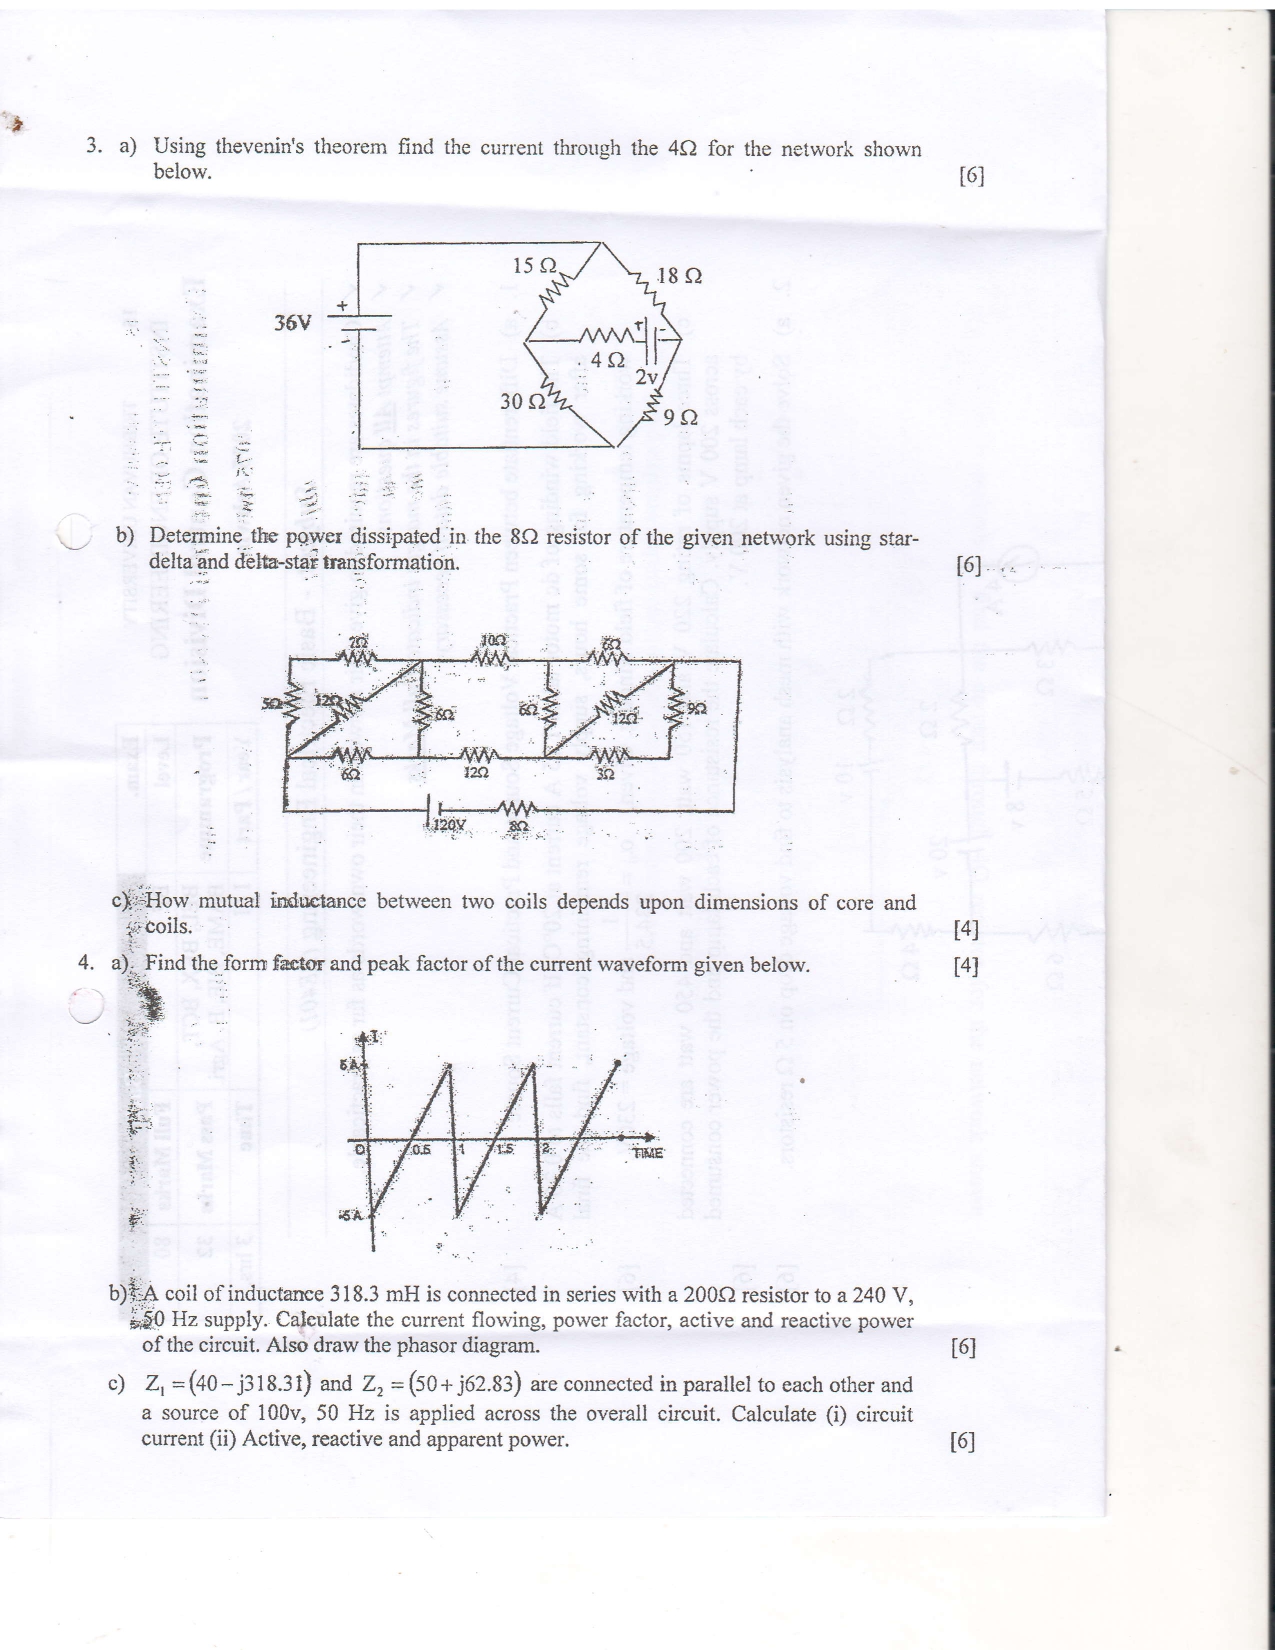 3. a) Using thevenin's theorem find the current through the 4Ω for the network shown
below. [6]
15 Ω
18 Ω
+
36V
-
+
-
4 Ω
2v
30 Ω
9 Ω
b) Determine the power dissipated in the 8Ω resistor of the given network using star-
delta and delta-star transformation. [6]
2Ω 10Ω 6Ω
5Ω 12Ω 6Ω 6Ω 12Ω 9Ω
6Ω 12Ω 3Ω
120V 8Ω
c) How mutual inductance between two coils depends upon dimensions of core and
coils. [4]
4. a) Find the form factor and peak factor of the current waveform given below. [4]
I
5A
0 0.5 1 1.5 2 TIME
-5A
b) A coil of inductance 318.3 mH is connected in series with a 200Ω resistor to a 240 V,
50 Hz supply. Calculate the current flowing, power factor, active and reactive power
of the circuit. Also draw the phasor diagram. [6]
c) Z₁ = (40 – j318.31) and Z₂ = (50 + j62.83) are connected in parallel to each other and
a source of 100v, 50 Hz is applied across the overall circuit. Calculate (i) circuit
current (ii) Active, reactive and apparent power. [6]